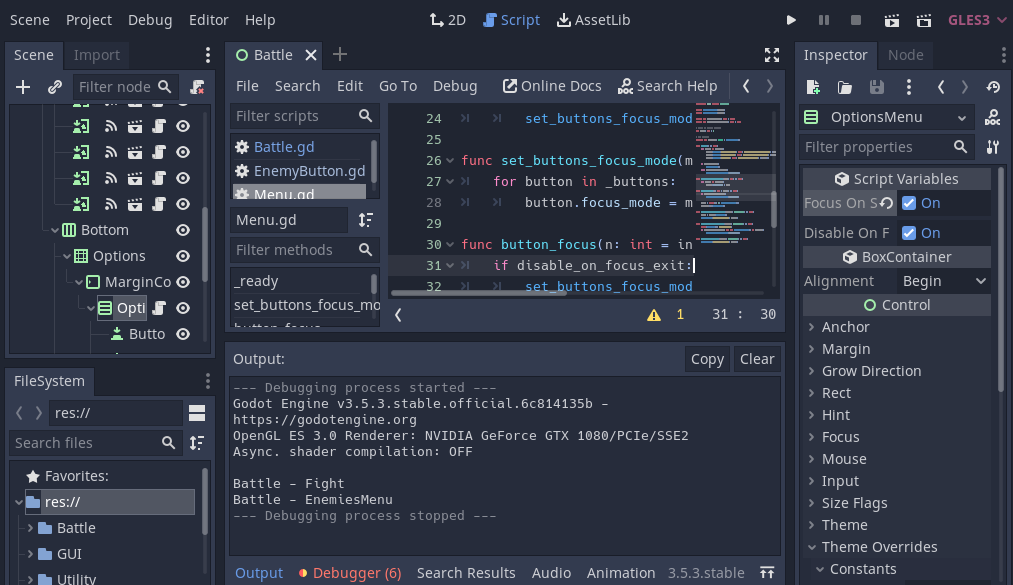 Scene Project Debug Editor Help
2D Script AssetLib
GLES3
Scene Import
Filter node
Bottom
Options
MarginCo
Opti
Butto
FileSystem
res://
Search files
Favorites:
res://
Battle
GUI
Utility
Battle
File Search Edit Go To Debug Online Docs Search Help
Filter scripts
Battle.gd
EnemyButton.gd
Menu.gd
Menu.gd
Filter methods
_ready
set_buttons_focus_mo
button_focus
24 set_buttons_focus_mod
25
26 func set_buttons_focus_mode(m
27 for button in _buttons:
28 button.focus_mode = m
29
30 func button_focus(n: int = in
31 if disable_on_focus_exit:
32 set_buttons_focus_mod
1 31 : 30
Output:
Copy Clear
--- Debugging process started ---
Godot Engine v3.5.3.stable.official.6c814135b -
https://godotengine.org
OpenGL ES 3.0 Renderer: NVIDIA GeForce GTX 1080/PCIe/SSE2
Async. shader compilation: OFF
Battle - Fight
Battle - EnemiesMenu
--- Debugging process stopped ---
Output Debugger (6) Search Results Audio Animation 3.5.3.stable
Inspector Node
OptionsMenu
Filter properties
Script Variables
Focus On S On
Disable On F On
BoxContainer
Alignment Begin
Control
Anchor
Margin
Grow Direction
Rect
Hint
Focus
Mouse
Input
Size Flags
Theme
Theme Overrides
Constants